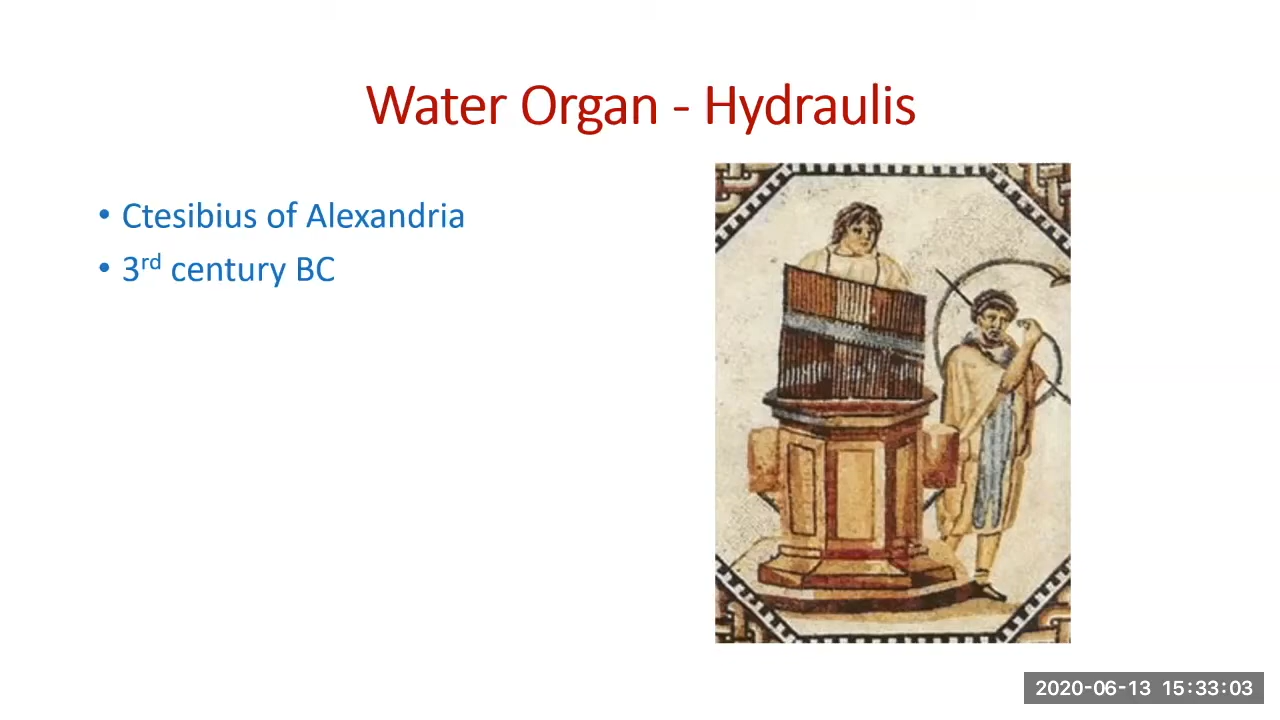 Water Organ - Hydraulis
• Ctesibius of Alexandria
• 3rd century BC
2020-06-13 15:33:03